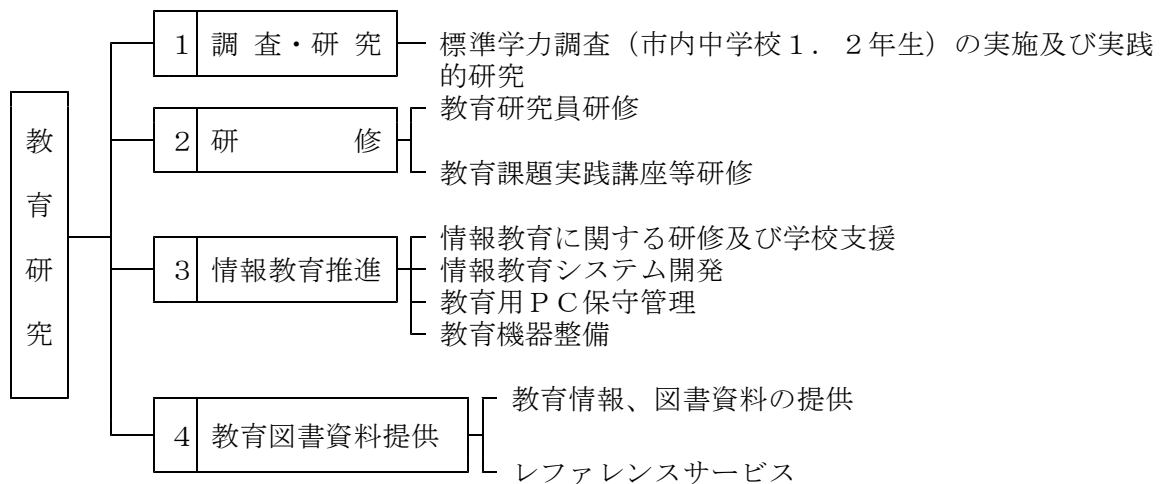 教育研究
1 調査・研究
標準学力調査（市内中学校１．２年生）の実施及び実践
的研究
2 研修
教育研究員研修
教育課題実践講座等研修
3 情報教育推進
情報教育に関する研修及び学校支援
情報教育システム開発
教育用ＰＣ保守管理
教育機器整備
4 教育図書資料提供
教育情報、図書資料の提供
レファレンスサービス